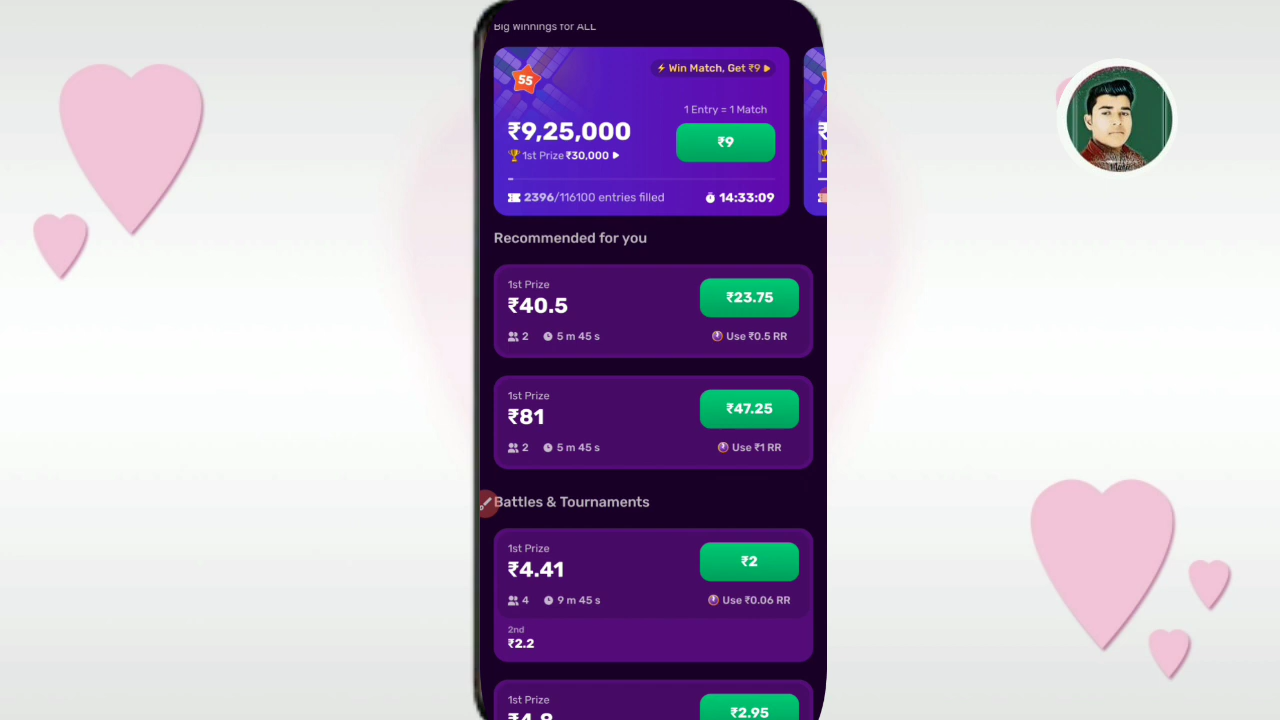 Big Winnings for ALL
55
Win Match, Get ₹9
1 Entry = 1 Match
₹9,25,000
₹9
1st Prize ₹30,000
2396/116100 entries filled
14:33:09
Recommended for you
1st Prize
₹40.5
₹23.75
2
5 m 45 s
Use ₹0.5 RR
1st Prize
₹81
₹47.25
2
5 m 45 s
Use ₹1 RR
Battles & Tournaments
1st Prize
₹4.41
₹2
4
9 m 45 s
Use ₹0.06 RR
2nd
₹2.2
1st Prize
₹4.8
₹2.95